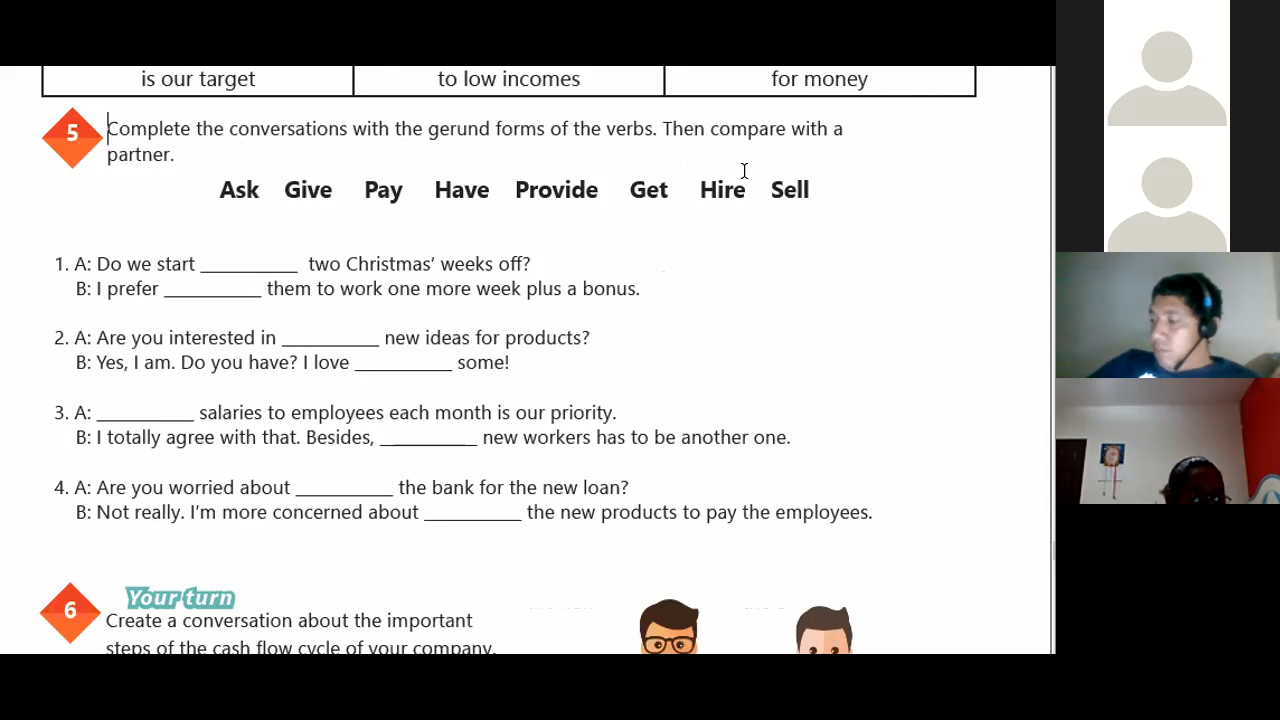 is our target to low incomes for money
5 Complete the conversations with the gerund forms of the verbs. Then compare with a
partner.
Ask Give Pay Have Provide Get Hire Sell
1. A: Do we start __________ two Christmas’ weeks off?
B: I prefer __________ them to work one more week plus a bonus.
2. A: Are you interested in __________ new ideas for products?
B: Yes, I am. Do you have? I love __________ some!
3. A: __________ salaries to employees each month is our priority.
B: I totally agree with that. Besides, __________ new workers has to be another one.
4. A: Are you worried about __________ the bank for the new loan?
B: Not really. I’m more concerned about __________ the new products to pay the employees.
6 Your turn
Create a conversation about the important
steps of the cash flow cycle of your company.